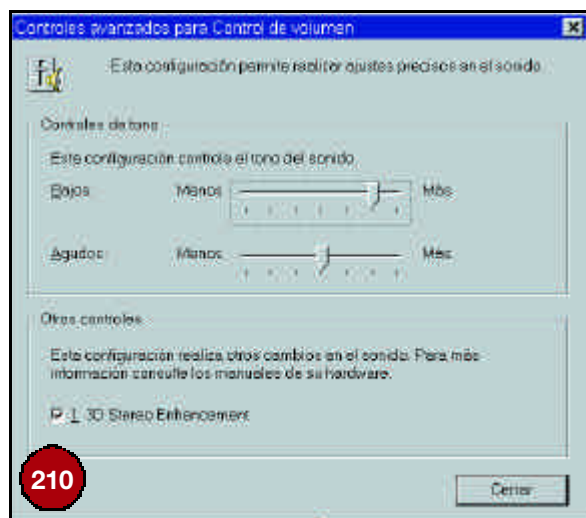 Controles avanzados para Control de volumen
Esta configuración permite realizar ajustes precisos en el sonido.
Controles de tono
Esta configuración controla el tono del sonido.
Bajos: Menos Más
Agudos: Menos Más
Otros controles
Esta configuración realiza otros cambios en el sonido. Para más
información consulte los manuales de su hardware.
1 3D Stereo Enhancement
210
Cerrar